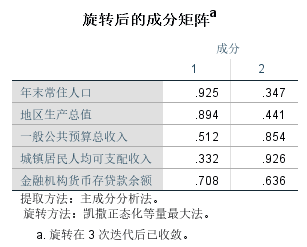 旋转后的成分矩阵a
成分
1 2
年末常住人口 .925 .347
地区生产总值 .894 .441
一般公共预算总收入 .512 .854
城镇居民人均可支配收入 .332 .926
金融机构货币存贷款余额 .708 .636
提取方法：主成分分析法。
旋转方法：凯撒正态化等量最大法。
a. 旋转在 3 次迭代后已收敛。